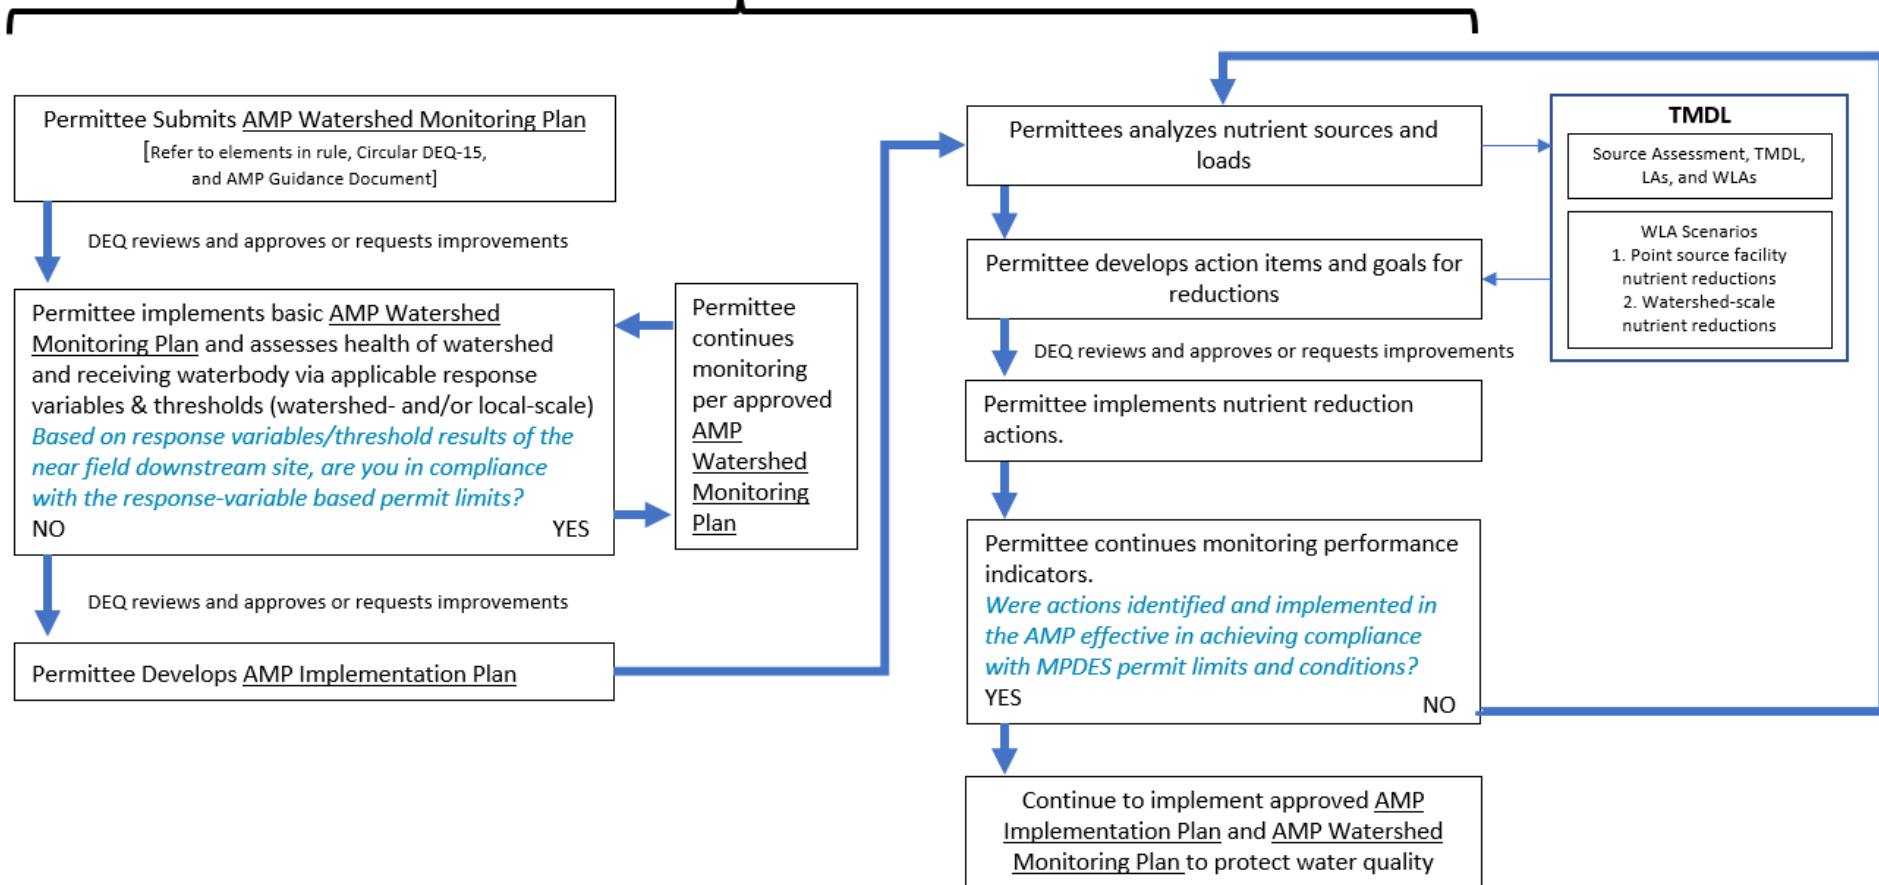 Permittee Submits AMP Watershed Monitoring Plan
[Refer to elements in rule, Circular DEQ-15,
and AMP Guidance Document]
DEQ reviews and approves or requests improvements
Permittee implements basic AMP Watershed
Monitoring Plan and assesses health of watershed
and receiving waterbody via applicable response
variables & thresholds (watershed- and/or local-scale)
Based on response variables/threshold results of the
near field downstream site, are you in compliance
with the response-variable based permit limits?
NO YES
Permittee
continues
monitoring
per approved
AMP
Watershed
Monitoring
Plan
DEQ reviews and approves or requests improvements
Permittee Develops AMP Implementation Plan
Permittees analyzes nutrient sources and
loads
TMDL
Source Assessment, TMDL,
LAs, and WLAs
WLA Scenarios
1. Point source facility
nutrient reductions
2. Watershed-scale
nutrient reductions
Permittee develops action items and goals for
reductions
DEQ reviews and approves or requests improvements
Permittee implements nutrient reduction
actions.
Permittee continues monitoring performance
indicators.
Were actions identified and implemented in
the AMP effective in achieving compliance
with MPDES permit limits and conditions?
YES NO
Continue to implement approved AMP
Implementation Plan and AMP Watershed
Monitoring Plan to protect water quality